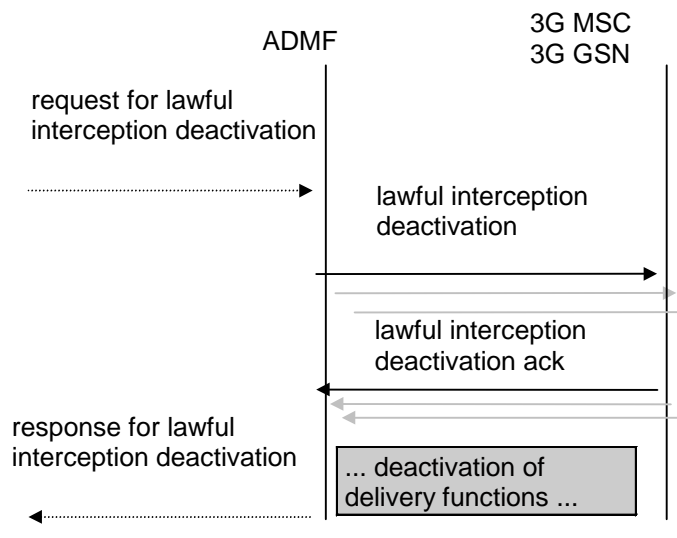 ADMF
3G MSC
3G GSN
request for lawful
interception deactivation
lawful interception
deactivation
lawful interception
deactivation ack
response for lawful
interception deactivation
... deactivation of
delivery functions ...